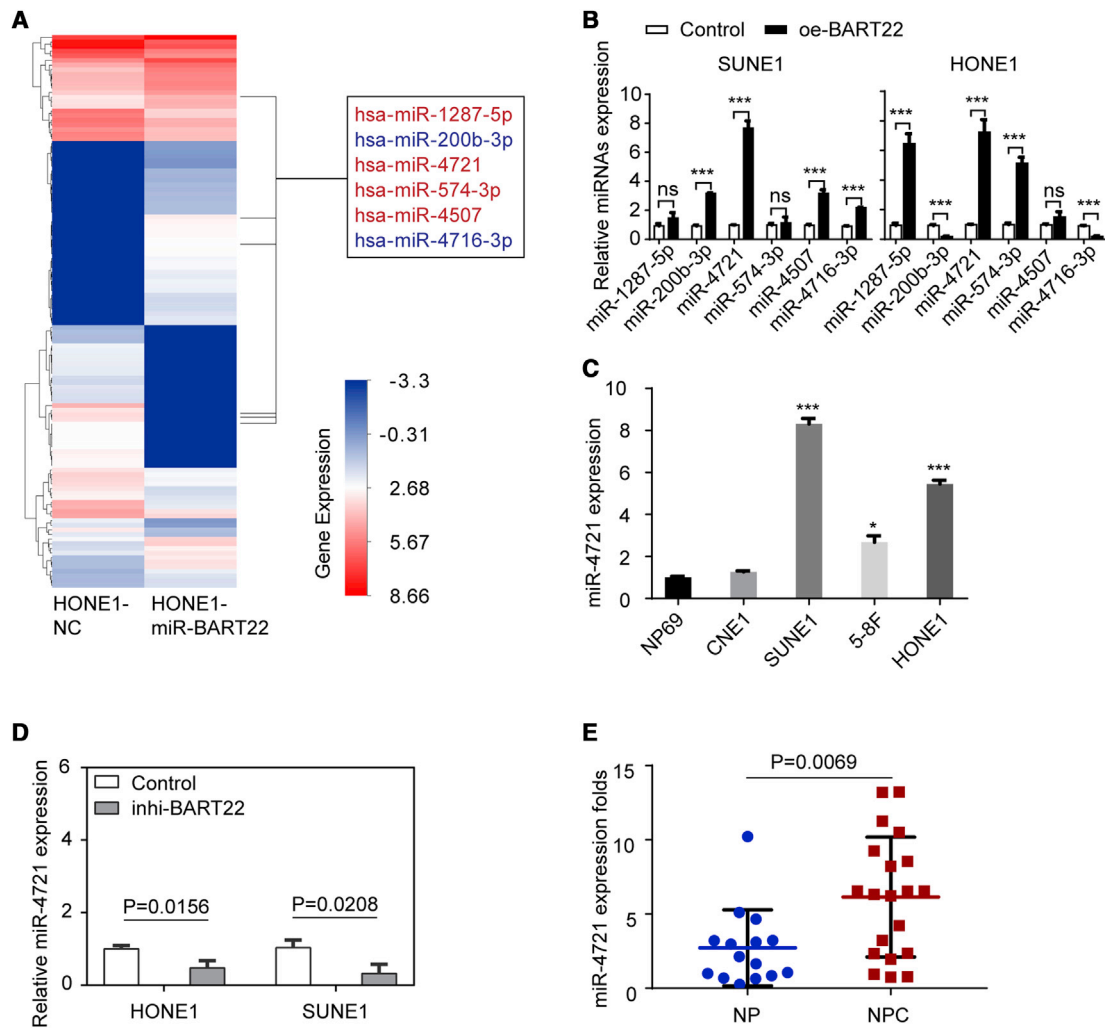 A
hsa-miR-1287-5p
hsa-miR-200b-3p
hsa-miR-4721
hsa-miR-574-3p
hsa-miR-4507
hsa-miR-4716-3p
Gene Expression
-3.3
-0.31
2.68
5.67
8.66
HONE1-
NC
HONE1-
miR-BART22
B
Control
oe-BART22
SUNE1
HONE1
Relative miRNAs expression
10
8
6
4
2
0
ns
***
***
ns
***
***
***
***
***
***
ns
***
miR-1287-5p
miR-200b-3p
miR-4721
miR-574-3p
miR-4507
miR-4716-3p
miR-1287-5p
miR-200b-3p
miR-4721
miR-574-3p
miR-4507
miR-4716-3p
C
miR-4721 expression
10
8
6
4
2
0
***
*
***
NP69
CNE1
SUNE1
5-8F
HONE1
D
Relative miR-4721 expression
6
4
2
0
Control
inhi-BART22
P=0.0156
P=0.0208
HONE1
SUNE1
E
miR-4721 expression folds
15
10
5
0
P=0.0069
NP
NPC